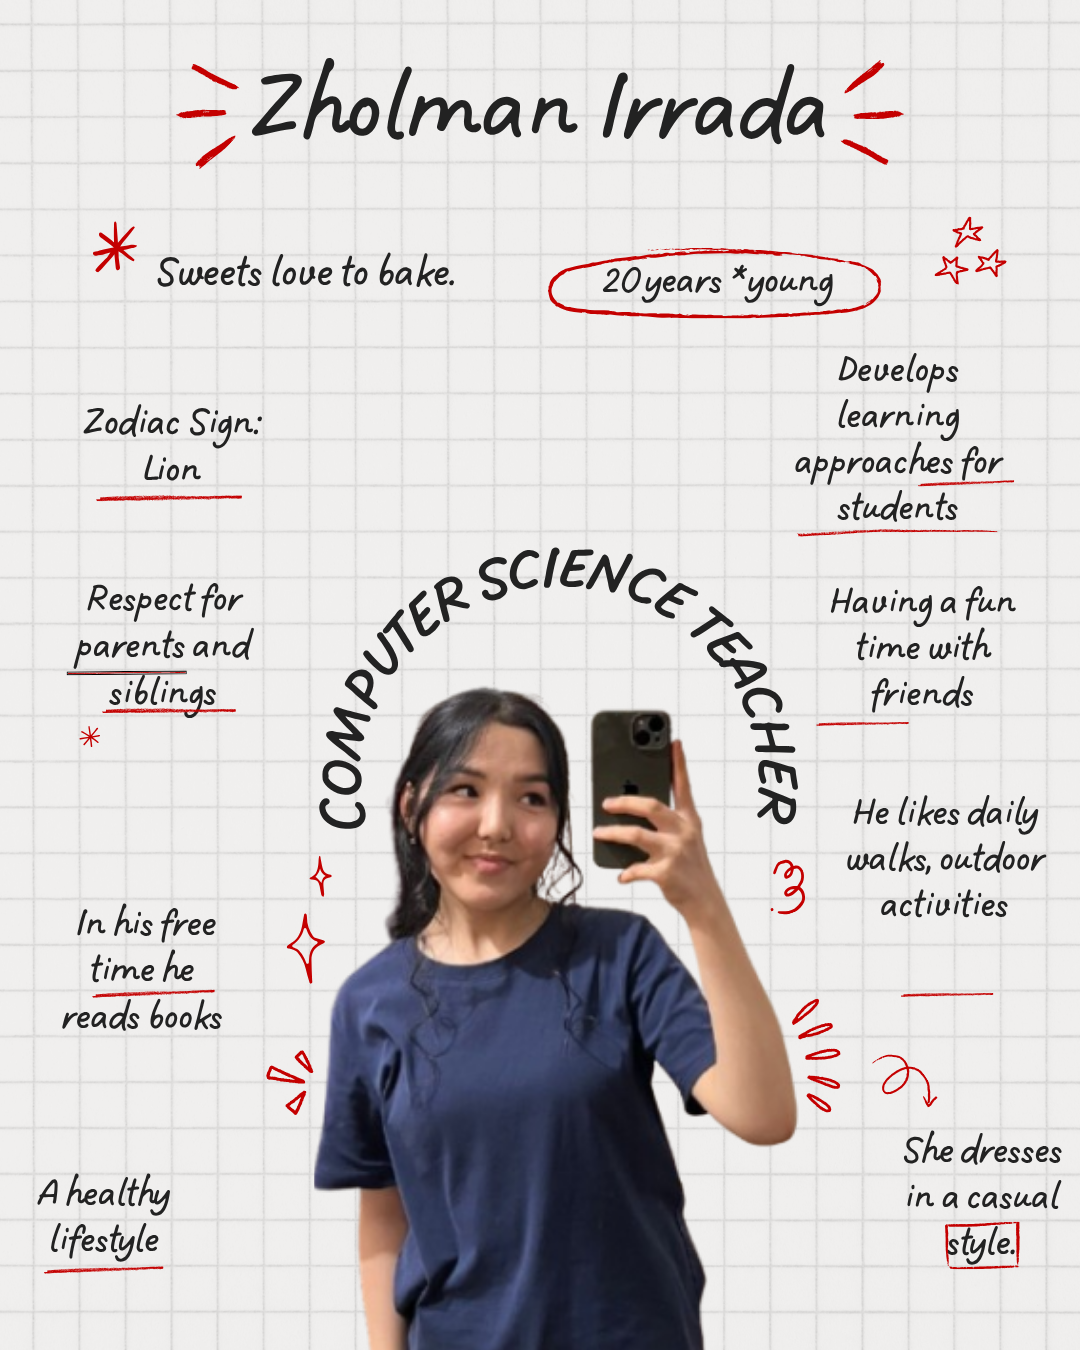 Zholman Irrada
Sweets love to bake.
20 years *young
Zodiac Sign:
Lion
Develops
learning
approaches for
students
Respect for
parents and
siblings
COMPUTER SCIENCE TEACHER
Having a fun
time with
friends
He likes daily
walks, outdoor
activities
In his free
time he
reads books
She dresses
in a casual
style.
A healthy
lifestyle